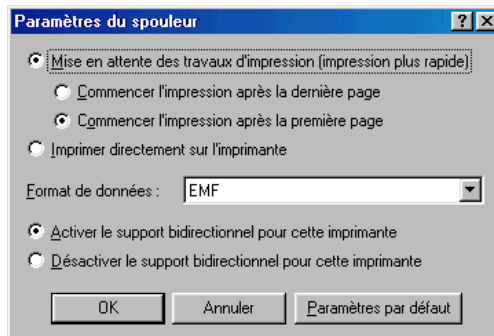 Paramètres du spouleur
Mise en attente des travaux d'impression (impression plus rapide)
Commencer l'impression après la dernière page
Commencer l'impression après la première page
Imprimer directement sur l'imprimante
Format de données : EMF
Activer le support bidirectionnel pour cette imprimante
Désactiver le support bidirectionnel pour cette imprimante
OK Annuler Paramètres par défaut